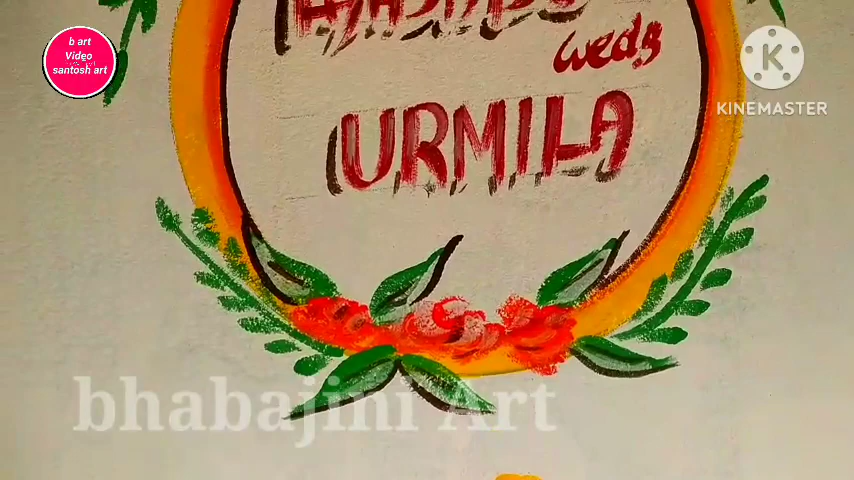 b art
Video
santosh art
KINEMASTER
weds
URMILA
bhabajini Art